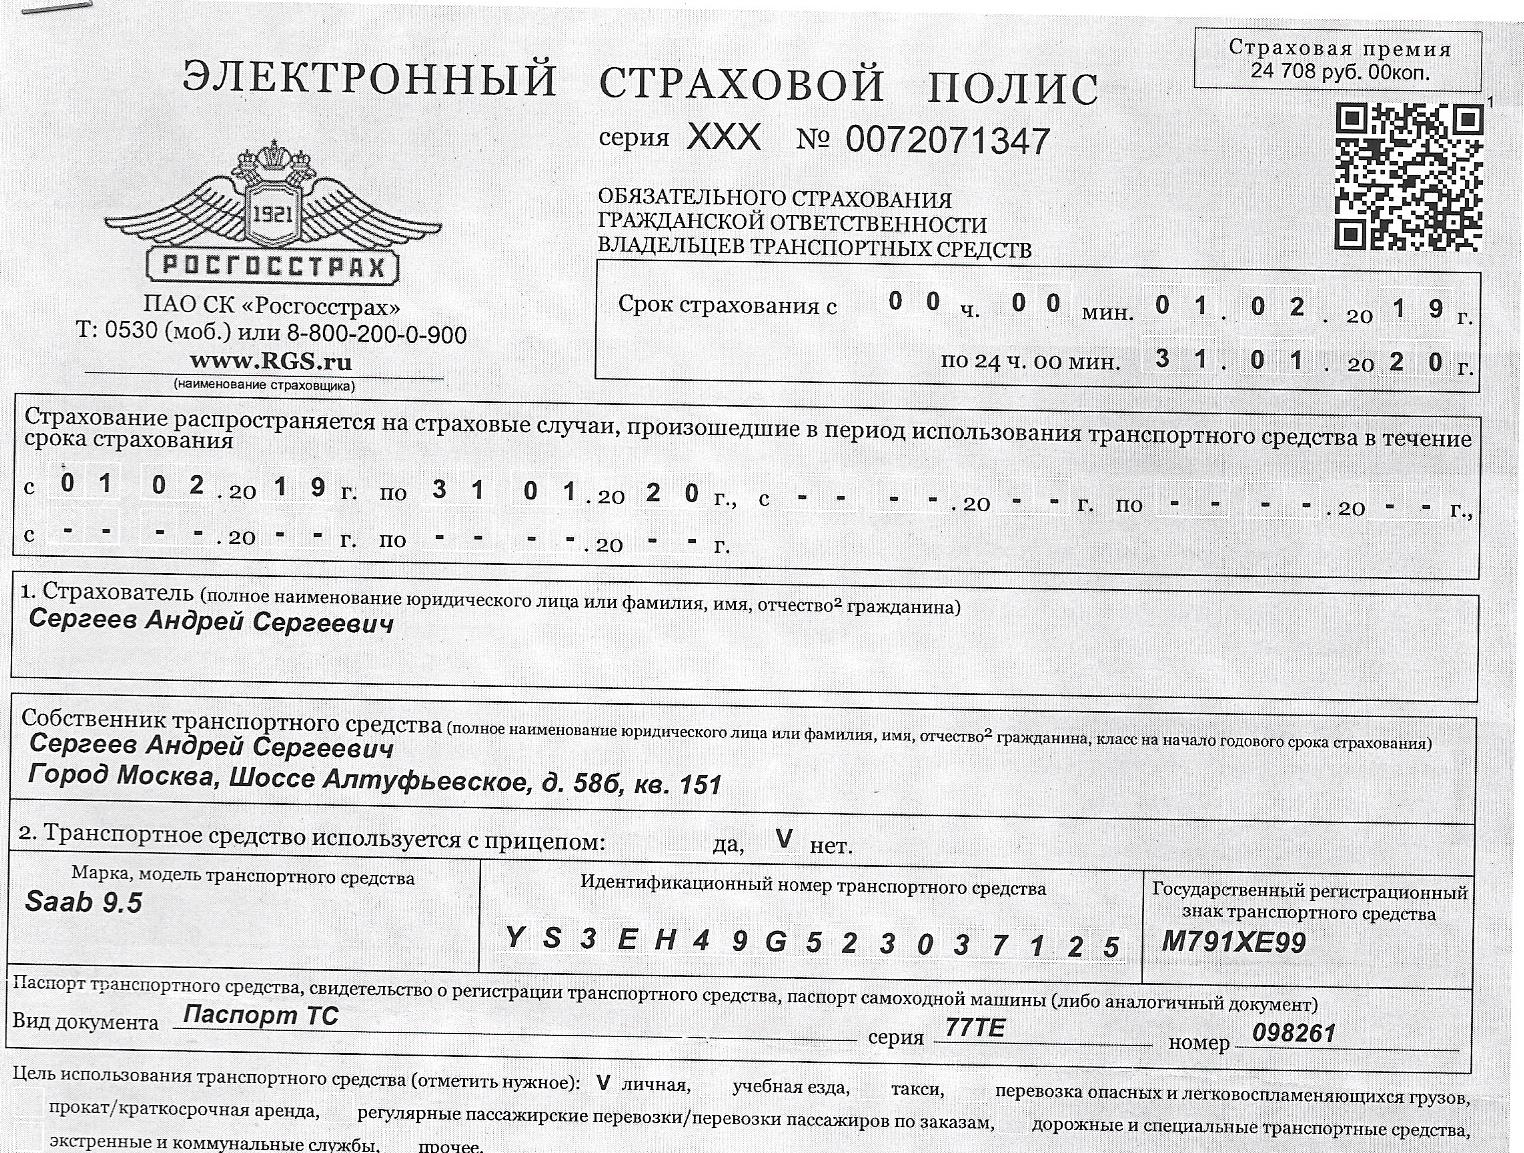 Страховая премия
24 708 руб. 00коп.
ЭЛЕКТРОННЫЙ СТРАХОВОЙ ПОЛИС
1
серия XXX № 0072071347
1921
РОСГОССТРАХ
ОБЯЗАТЕЛЬНОГО СТРАХОВАНИЯ
ГРАЖДАНСКОЙ ОТВЕТСТВЕННОСТИ
ВЛАДЕЛЬЦЕВ ТРАНСПОРТНЫХ СРЕДСТВ
ПАО СК «Росгосстрах»
Т: 0530 (моб.) или 8-800-200-0-900
www.RGS.ru
(наименование страховщика)
Срок страхования с 0 0 ч. 0 0 мин. 0 1 . 0 2 . 20 1 9 г.
по 24 ч. 00 мин. 3 1 . 0 1 . 20 2 0 г.
Страхование распространяется на страховые случаи, произошедшие в период использования транспортного средства в течение
срока страхования
с 0 1 0 2 . 20 1 9 г. по 3 1 0 1 . 20 2 0 г., с - - - - . 20 - - г. по - - - - . 20 - - г.,
с - - - - . 20 - - г. по - - - - . 20 - - г.
1. Страхователь (полное наименование юридического лица или фамилия, имя, отчество² гражданина)
Сергеев Андрей Сергеевич
Собственник транспортного средства (полное наименование юридического лица или фамилия, имя, отчество² гражданина, класс на начало годового срока страхования)
Сергеев Андрей Сергеевич
Город Москва, Шоссе Алтуфьевское, д. 58б, кв. 151
2. Транспортное средство используется с прицепом: да, V нет.
Марка, модель транспортного средства
Saab 9.5
Идентификационный номер транспортного средства
Y S 3 E H 4 9 G 5 2 3 0 3 7 1 2 5
Государственный регистрационный
знак транспортного средства
М791ХЕ99
Паспорт транспортного средства, свидетельство о регистрации транспортного средства, паспорт самоходной машины (либо аналогичный документ)
Вид документа Паспорт ТС серия 77ТЕ номер 098261
Цель использования транспортного средства (отметить нужное): V личная, учебная езда, такси, перевозка опасных и легковоспламеняющихся грузов,
прокат/краткосрочная аренда, регулярные пассажирские перевозки/перевозки пассажиров по заказам, дорожные и специальные транспортные средства,
экстренные и коммунальные службы, прочее.